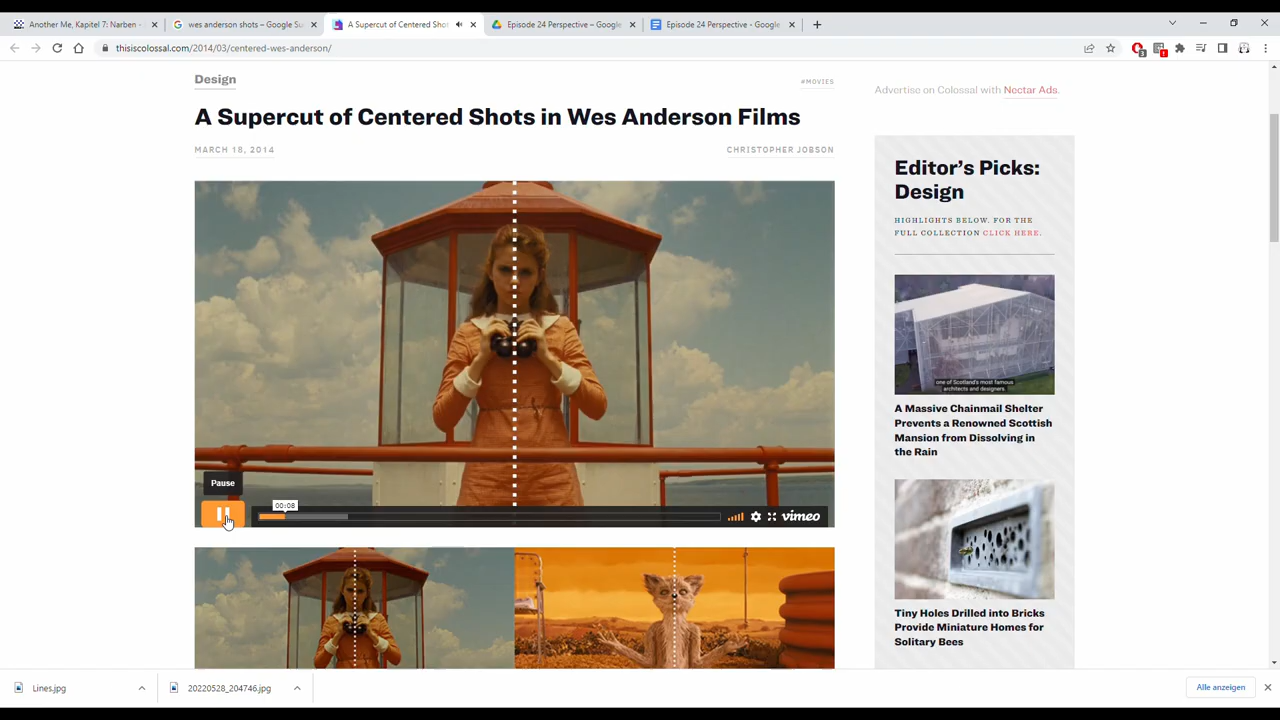 Another Me, Kapitel 7: Narben -
wes anderson shots – Google Su
A Supercut of Centered Shot
Episode 24 Perspective – Google
Episode 24 Perspective - Google
thisiscolossal.com/2014/03/centered-wes-anderson/
Design
#MOVIES
A Supercut of Centered Shots in Wes Anderson Films
MARCH 18, 2014
CHRISTOPHER JOBSON
Pause
00:08
vimeo
Advertise on Colossal with Nectar Ads.
Editor's Picks:
Design
HIGHLIGHTS BELOW. FOR THE
FULL COLLECTION CLICK HERE.
one of Scotland's most famous
architects and designers.
A Massive Chainmail Shelter
Prevents a Renowned Scottish
Mansion from Dissolving in
the Rain
Tiny Holes Drilled into Bricks
Provide Miniature Homes for
Solitary Bees
Lines.jpg
20220528_204746.jpg
Alle anzeigen